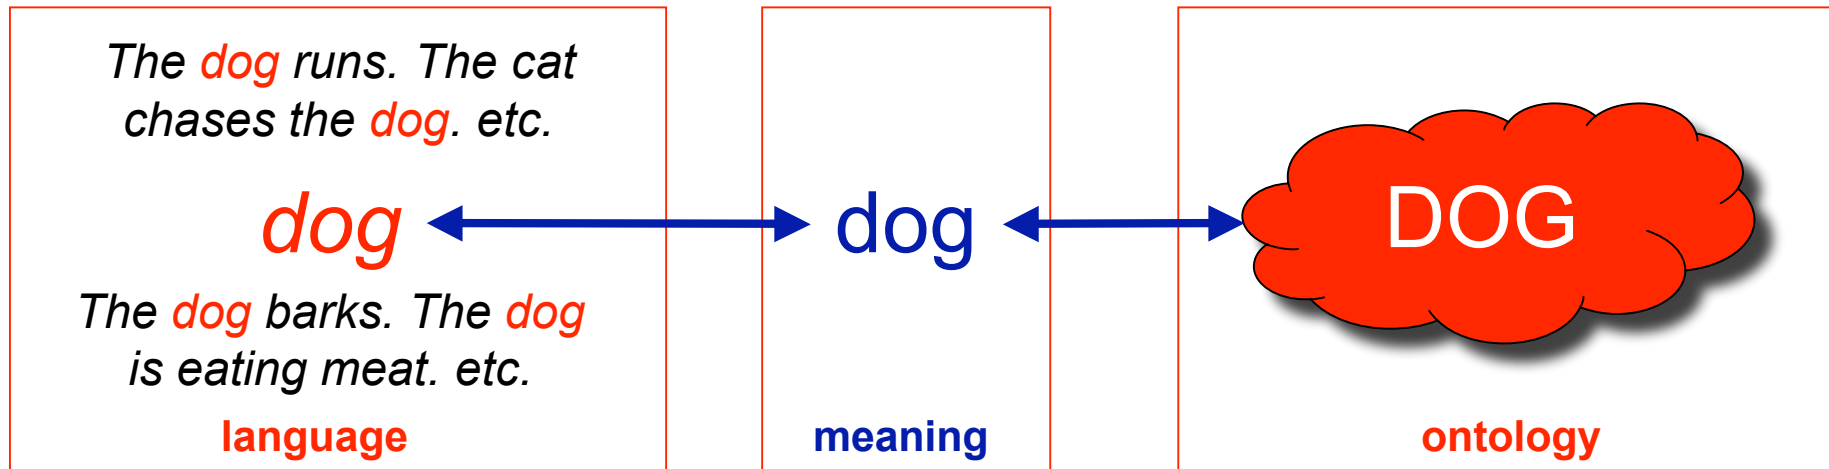 The dog runs. The cat
chases the dog. etc.
dog
The dog barks. The dog
is eating meat. etc.
language
dog
meaning
DOG
ontology